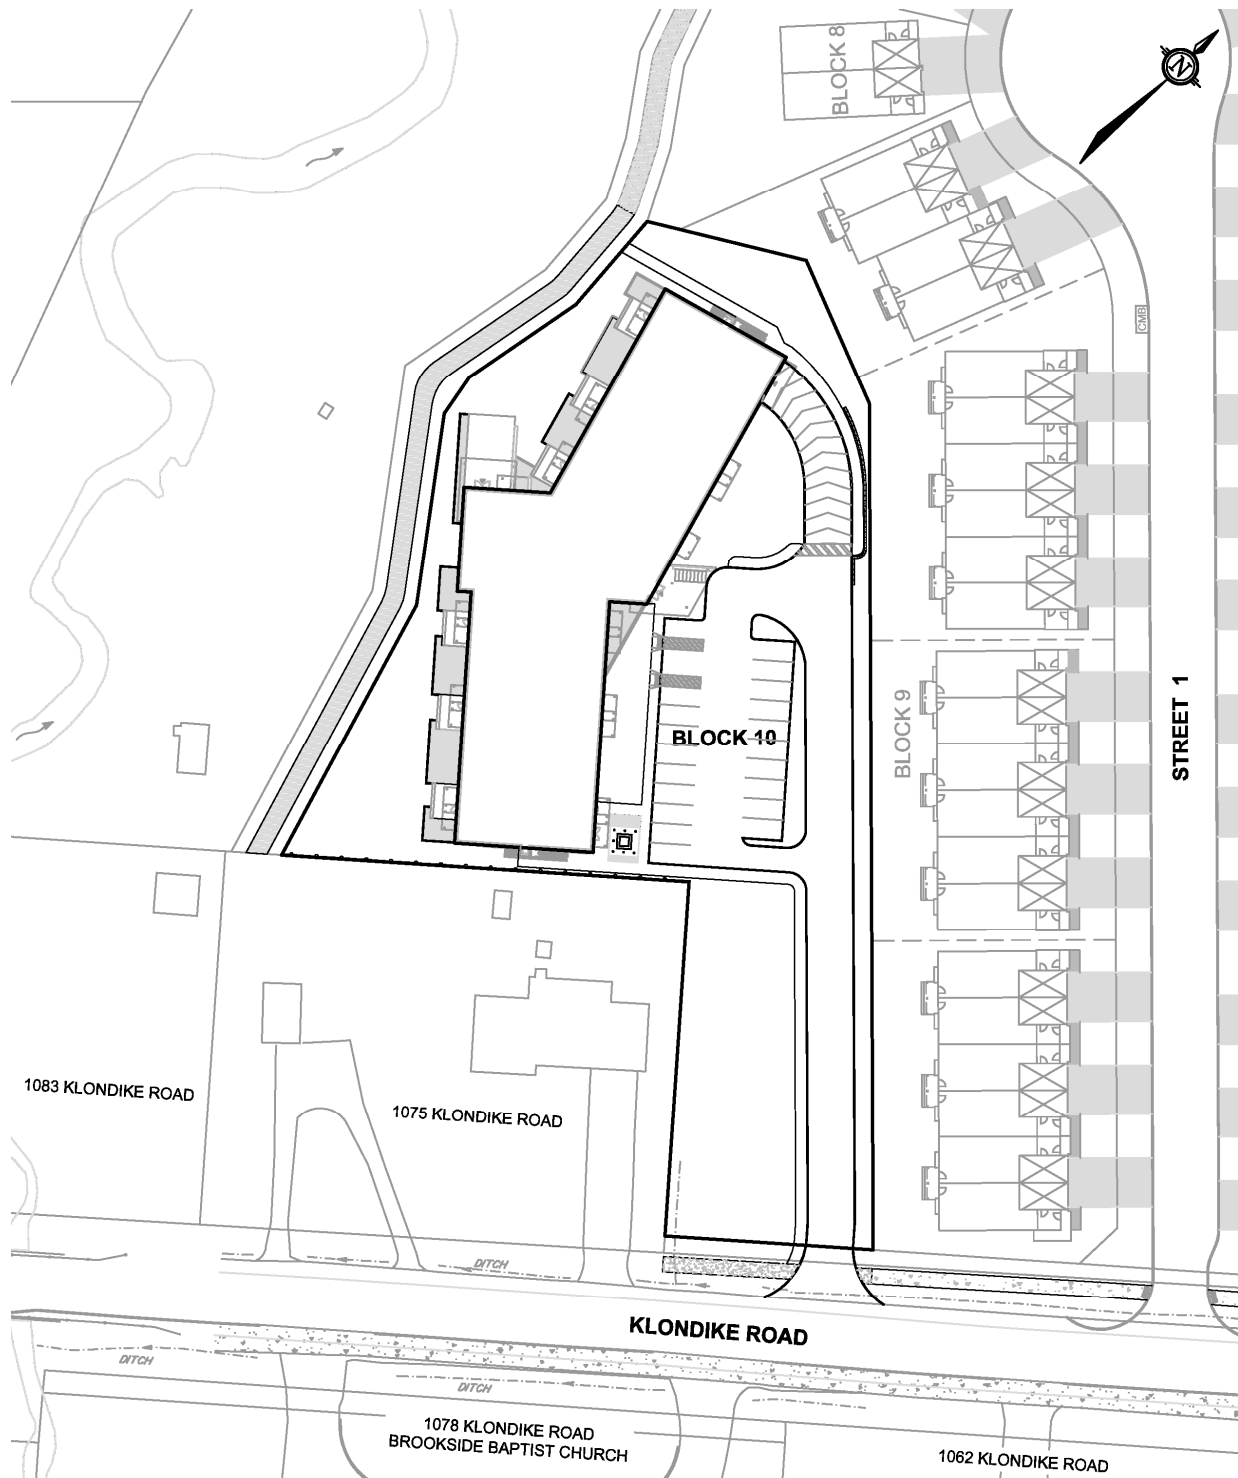 BLOCK 8
N
CMB
BLOCK 10
BLOCK 9
STREET 1
1083 KLONDIKE ROAD
1075 KLONDIKE ROAD
DITCH
KLONDIKE ROAD
DITCH
DITCH
1078 KLONDIKE ROAD
BROOKSIDE BAPTIST CHURCH
1062 KLONDIKE ROAD